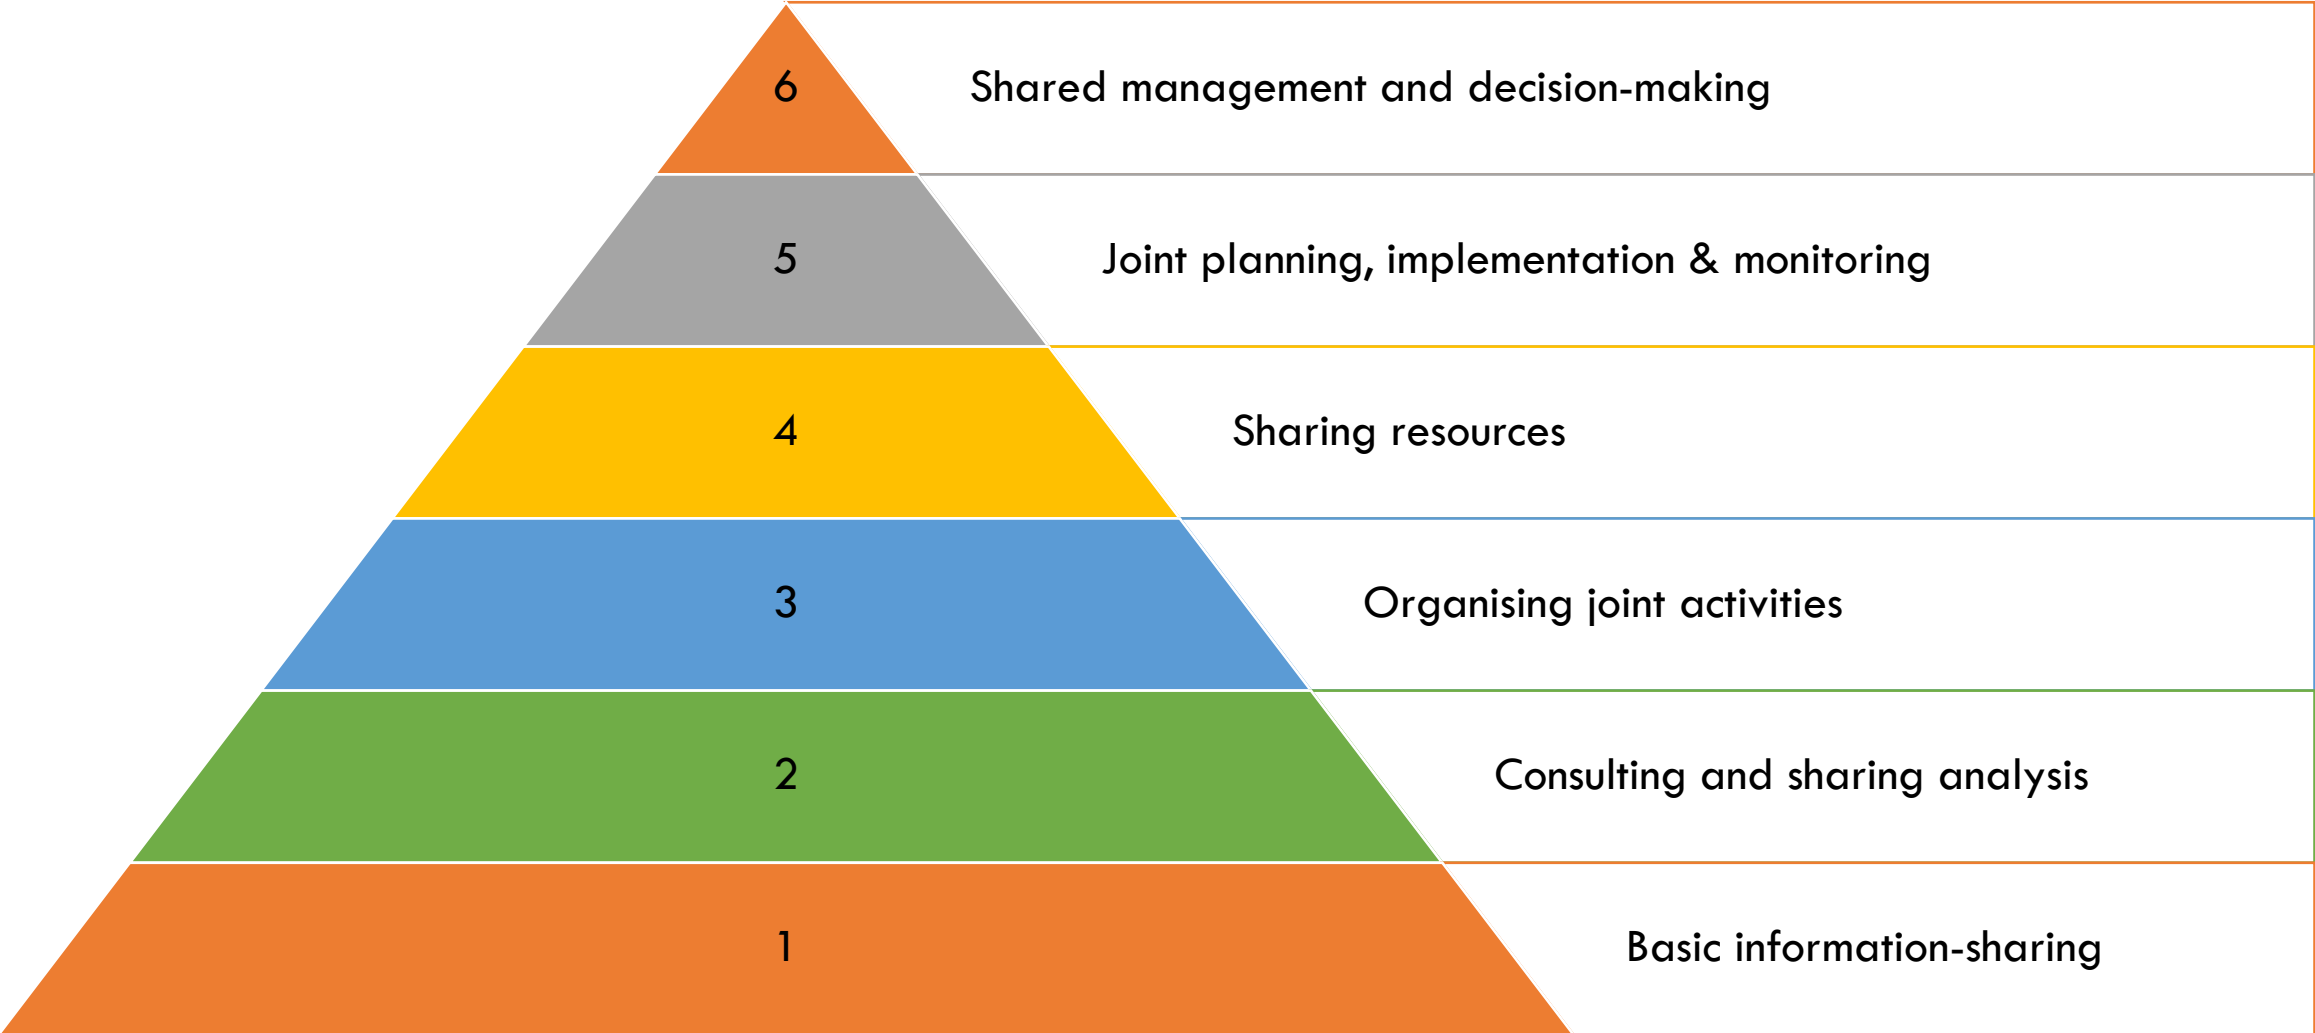 6 Shared management and decision-making
5 Joint planning, implementation & monitoring
4 Sharing resources
3 Organising joint activities
2 Consulting and sharing analysis
1 Basic information-sharing